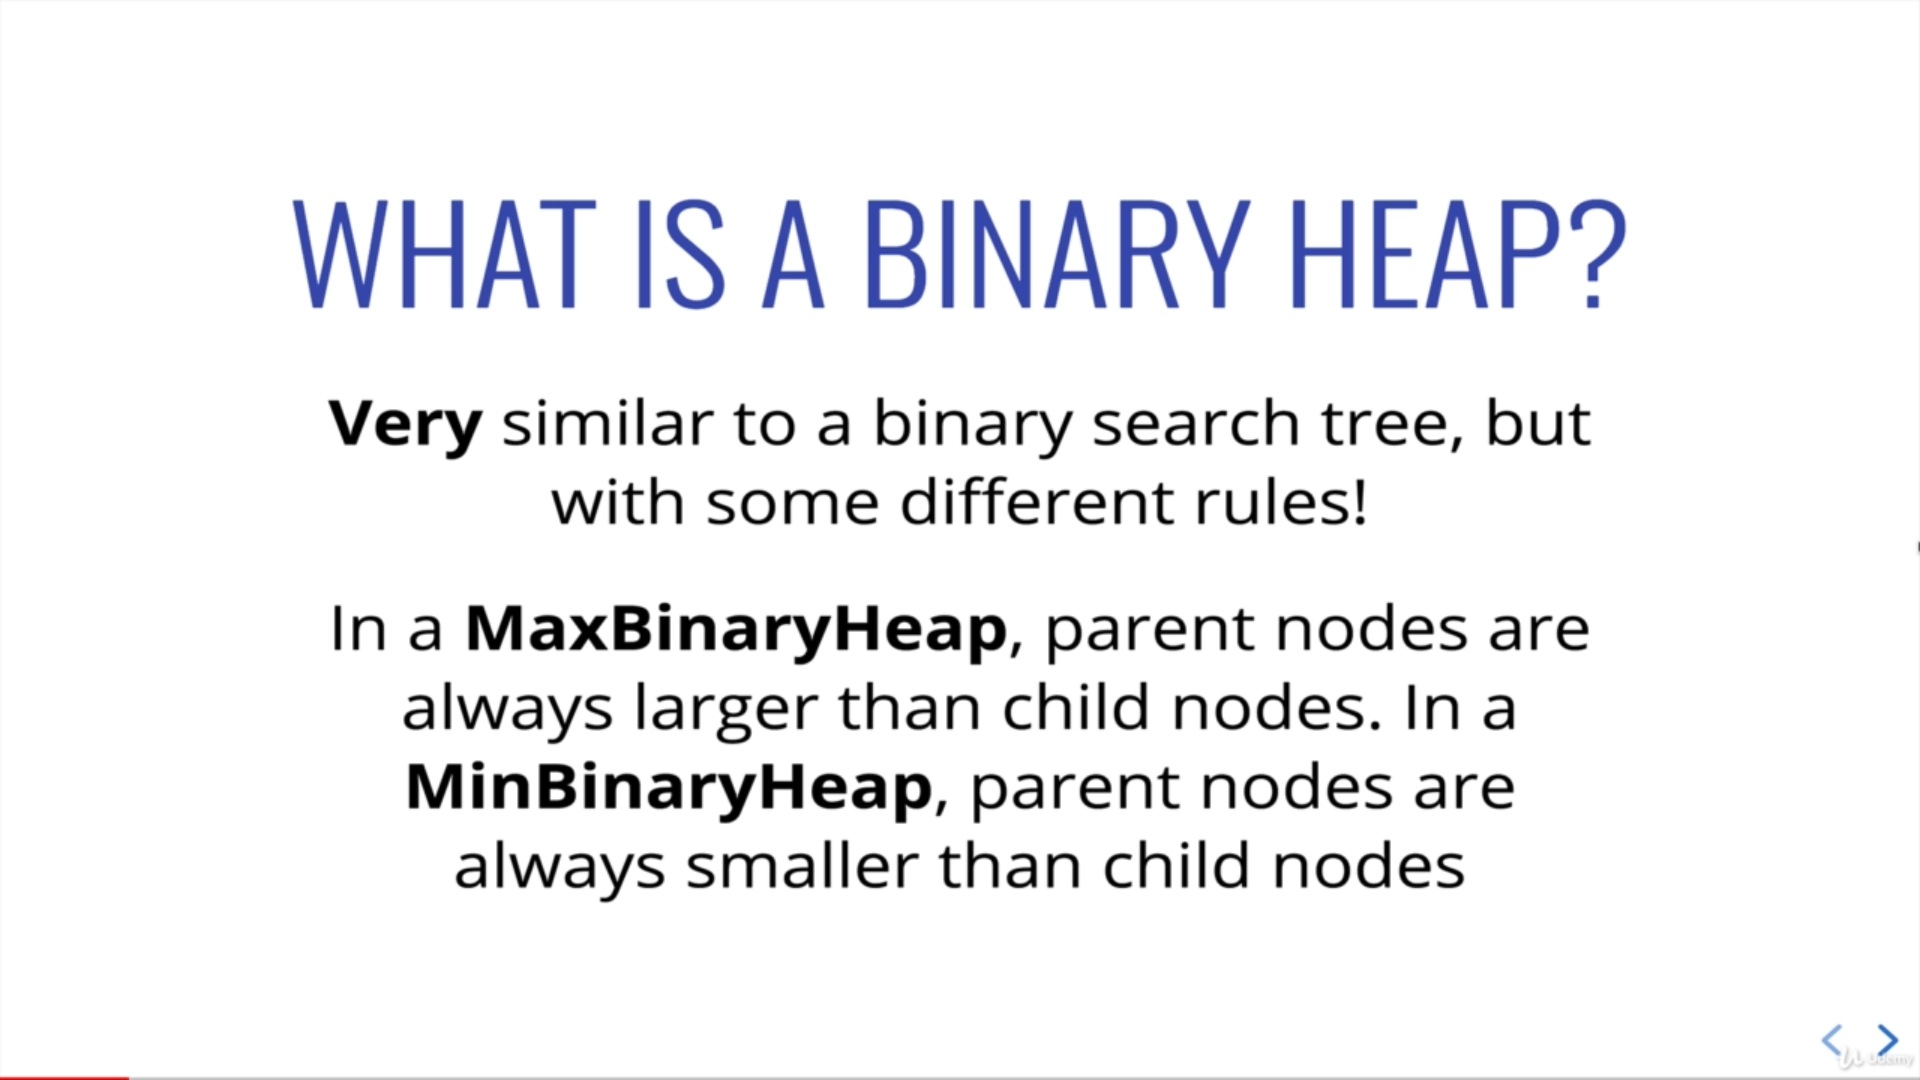 WHAT IS A BINARY HEAP?
Very similar to a binary search tree, but
with some different rules!
In a MaxBinaryHeap, parent nodes are
always larger than child nodes. In a
MinBinaryHeap, parent nodes are
always smaller than child nodes
Udemy